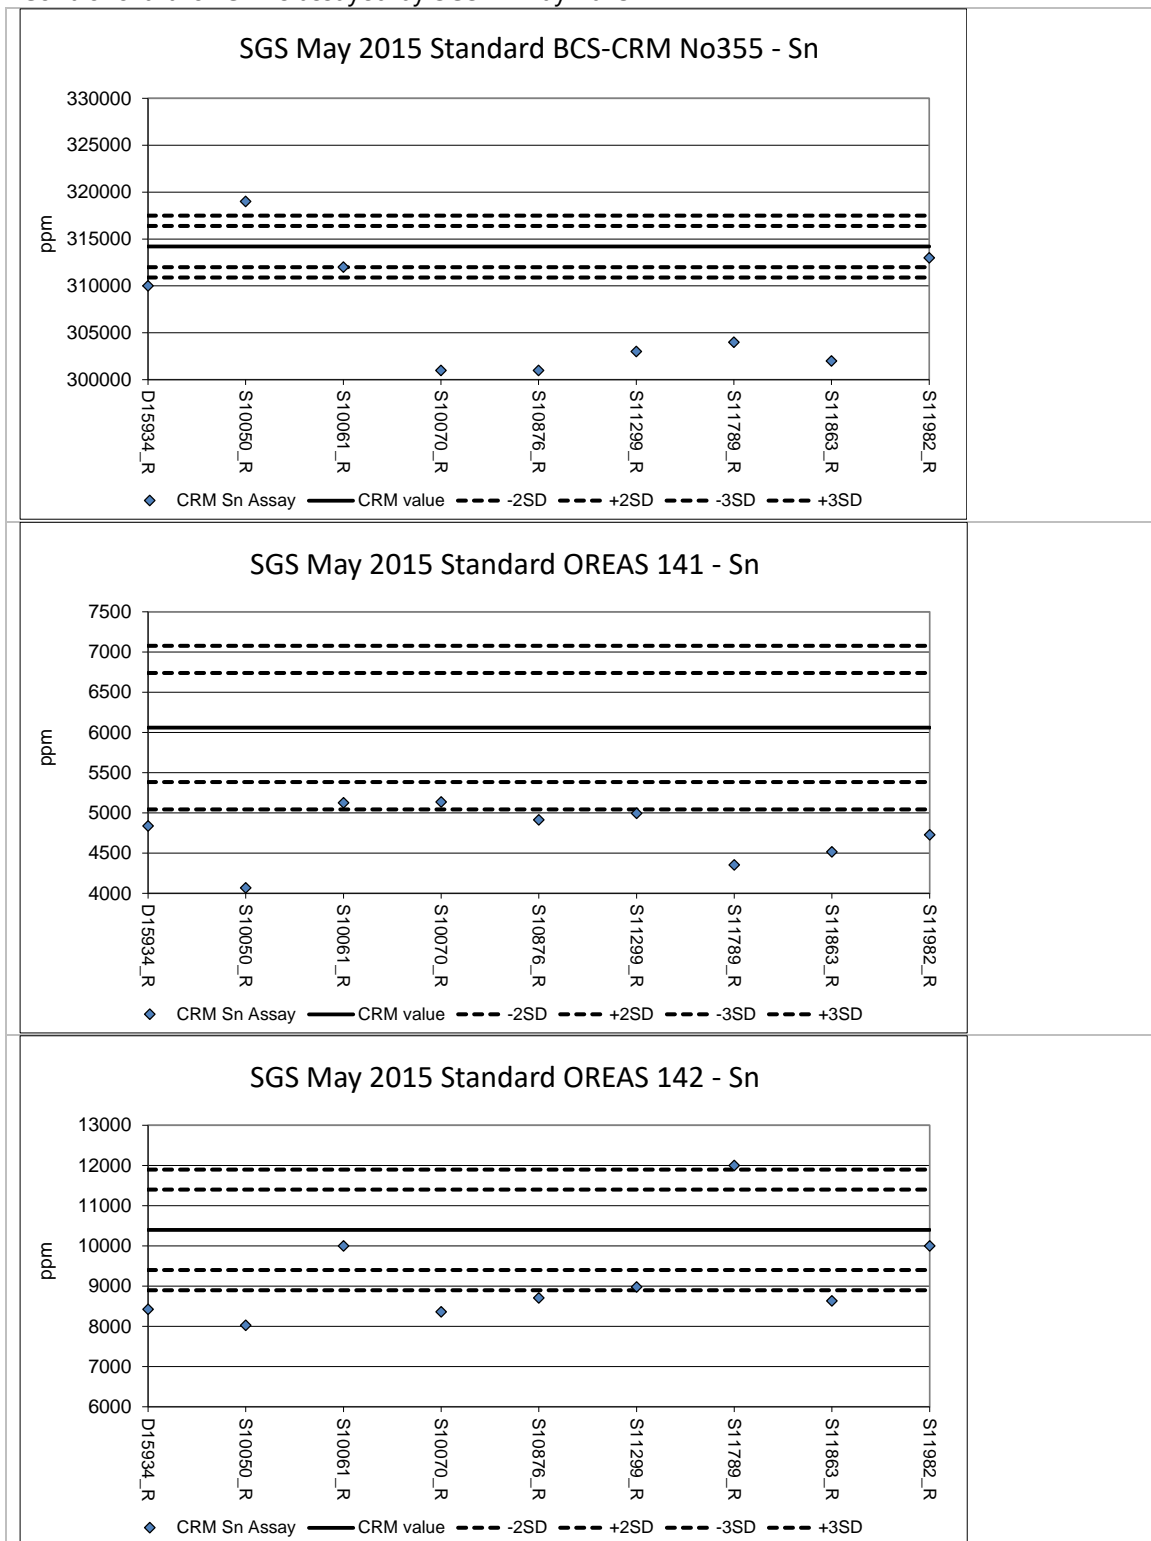 SGS May 2015 Standard BCS-CRM No355 - Sn
330000
325000
320000
315000
310000
305000
300000
ppm
D15934_R
S10050_R
S10061_R
S10070_R
S10876_R
S11299_R
S11789_R
S11863_R
S11982_R
CRM Sn Assay CRM value -2SD +2SD -3SD +3SD
SGS May 2015 Standard OREAS 141 - Sn
7500
7000
6500
6000
5500
5000
4500
4000
ppm
D15934_R
S10050_R
S10061_R
S10070_R
S10876_R
S11299_R
S11789_R
S11863_R
S11982_R
CRM Sn Assay CRM value -2SD +2SD -3SD +3SD
SGS May 2015 Standard OREAS 142 - Sn
13000
12000
11000
10000
9000
8000
7000
6000
ppm
D15934_R
S10050_R
S10061_R
S10070_R
S10876_R
S11299_R
S11789_R
S11863_R
S11982_R
CRM Sn Assay CRM value -2SD +2SD -3SD +3SD